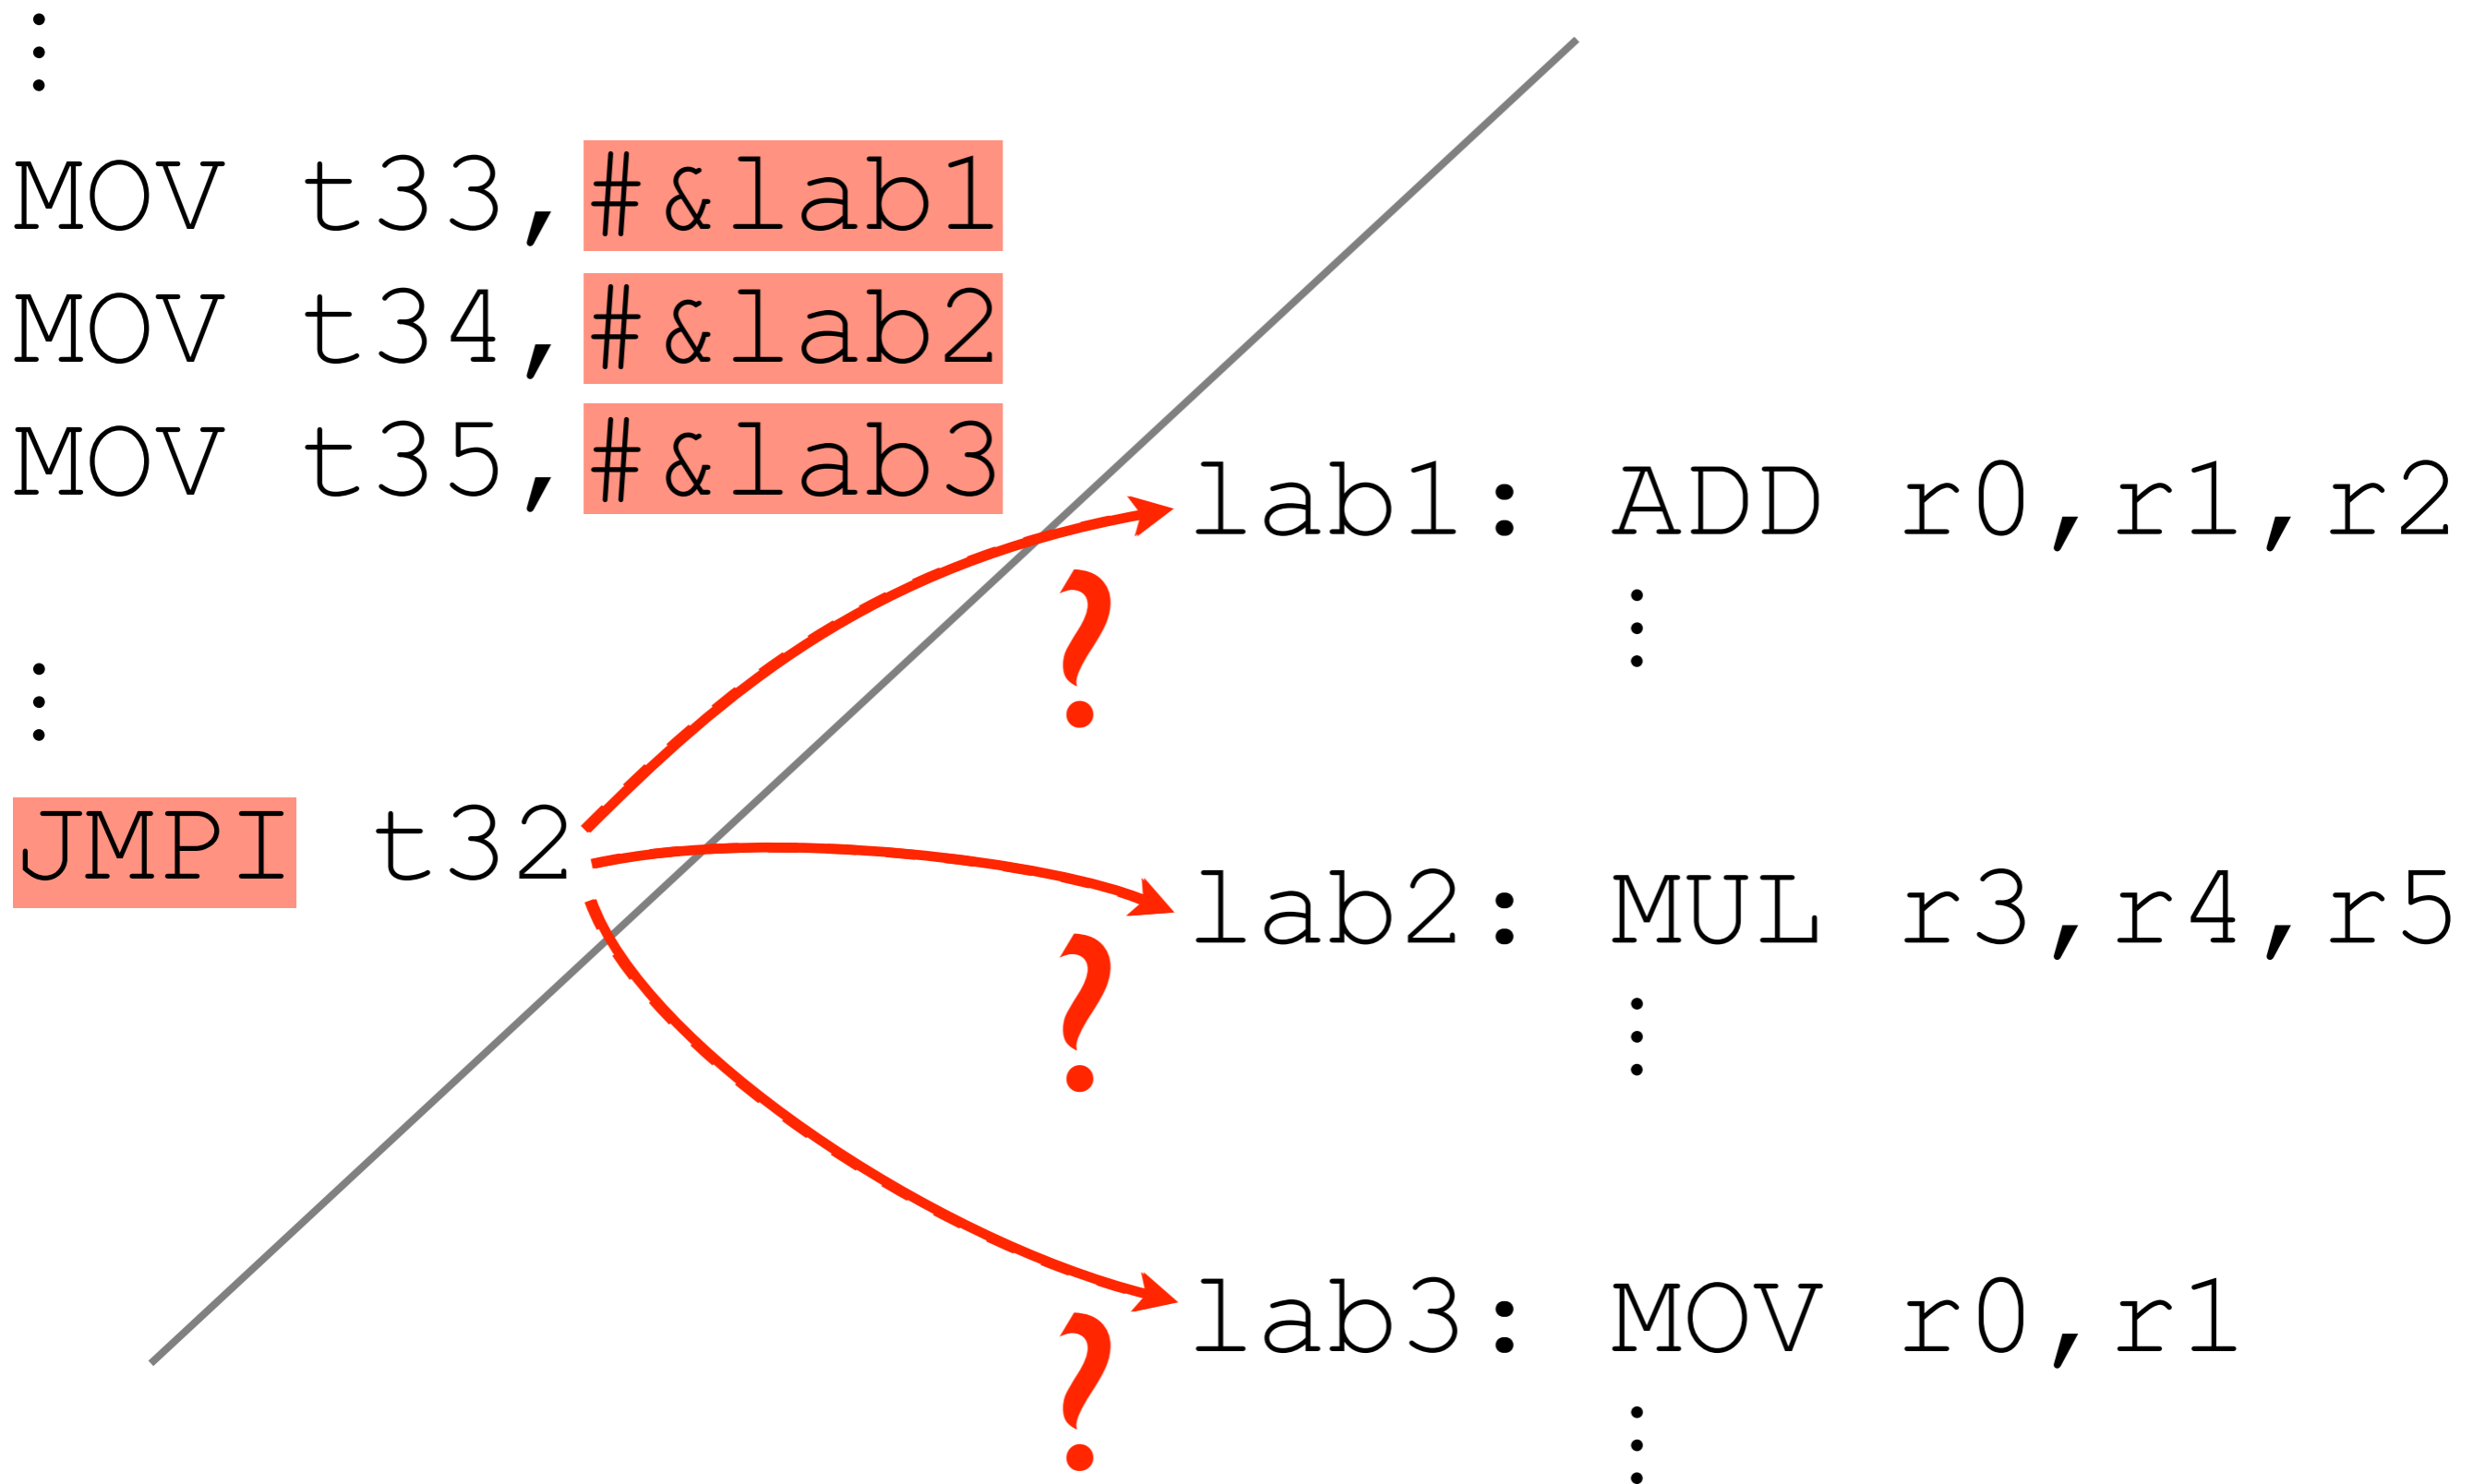 MOV t33,#&lab1
MOV t34,#&lab2
MOV t35,#&lab3
JMPI t32
lab1: ADD r0,r1,r2
?
lab2: MUL r3,r4,r5
?
lab3: MOV r0,r1
?